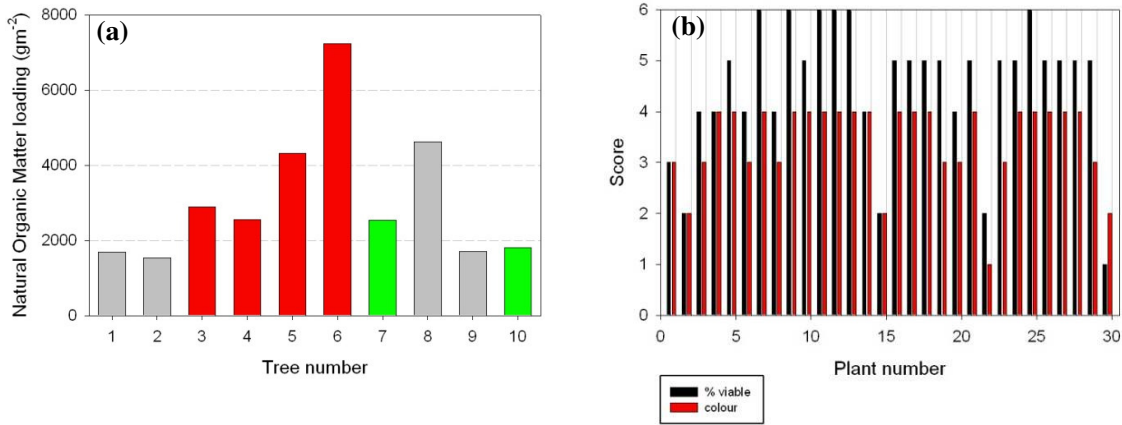 (a)
Natural Organic Matter loading (gm-2)
8000
6000
4000
2000
0
1 2 3 4 5 6 7 8 9 10
Tree number
(b)
Score
6
5
4
3
2
1
0
0 5 10 15 20 25 30
Plant number
% viable
colour